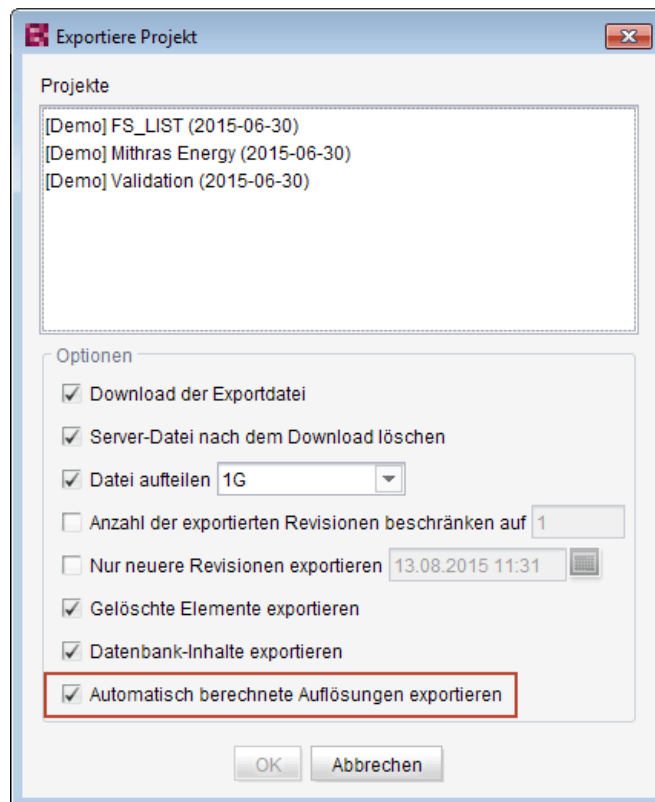 Exportiere Projekt
Projekte
[Demo] FS_LIST (2015-06-30)
[Demo] Mithras Energy (2015-06-30)
[Demo] Validation (2015-06-30)
Optionen
Download der Exportdatei
Server-Datei nach dem Download löschen
Datei aufteilen 1G
Anzahl der exportierten Revisionen beschränken auf 1
Nur neuere Revisionen exportieren 13.08.2015 11:31
Gelöschte Elemente exportieren
Datenbank-Inhalte exportieren
Automatisch berechnete Auflösungen exportieren
OK Abbrechen